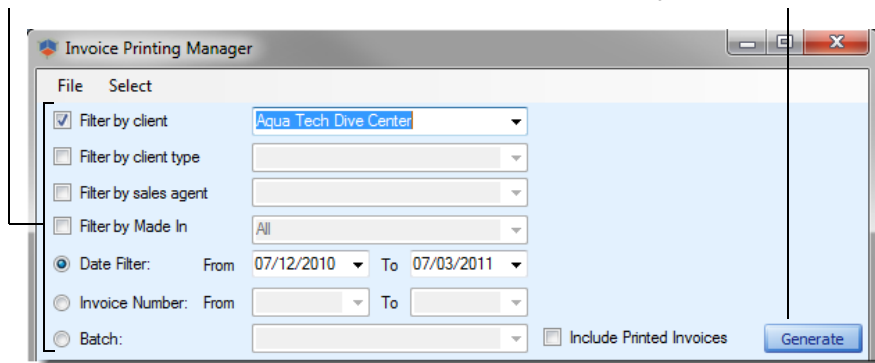 Invoice Printing Manager
File Select
Filter by client Aqua Tech Dive Center
Filter by client type
Filter by sales agent
Filter by Made In All
Date Filter: From 07/12/2010 To 07/03/2011
Invoice Number: From To
Batch: Include Printed Invoices Generate